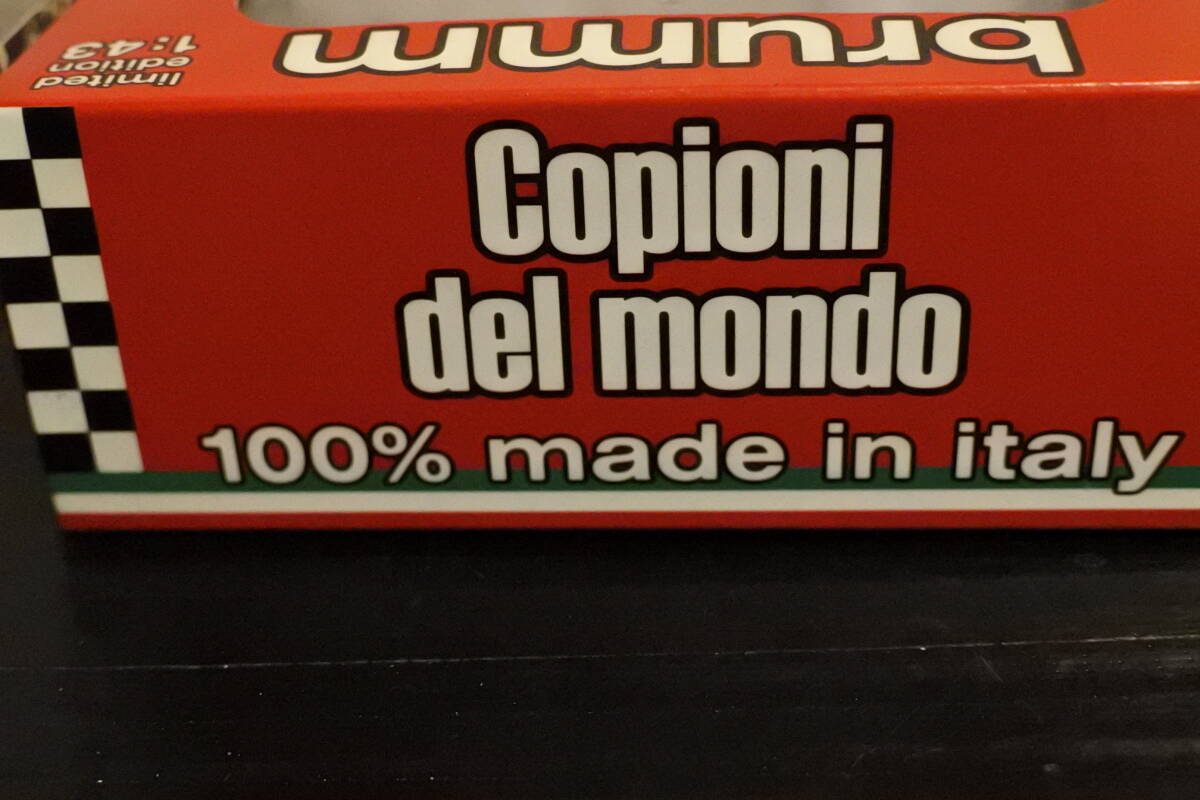 brumm
limited
edition
1:43
Copioni
del mondo
100% made in italy